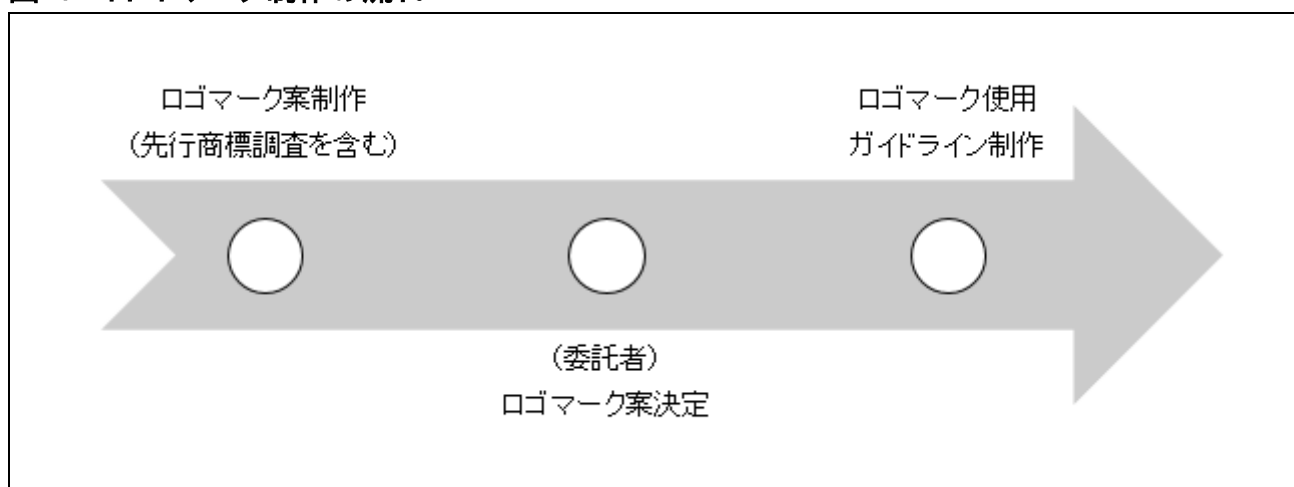 ロゴマーク案制作
（先行商標調査を含む）
ロゴマーク使用
ガイドライン制作
（委託者）
ロゴマーク案決定